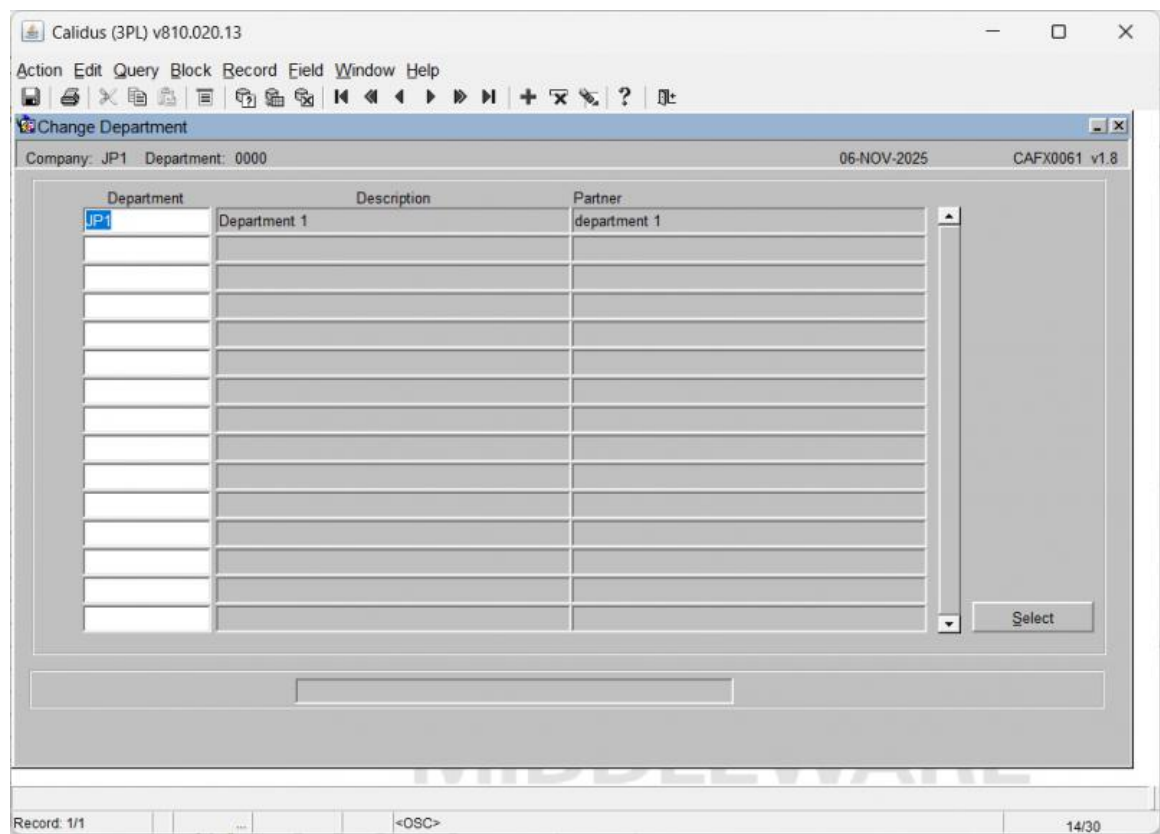 Calidus (3PL) v810.020.13
Action Edit Query Block Record Field Window Help
Change Department
Company: JP1 Department: 0000 06-NOV-2025 CAFX0061 v1.8
Department Description Partner
JP1 Department 1 department 1
Select
MIDDLEWARE
Record: 1/1 ... <OSC> 14/30